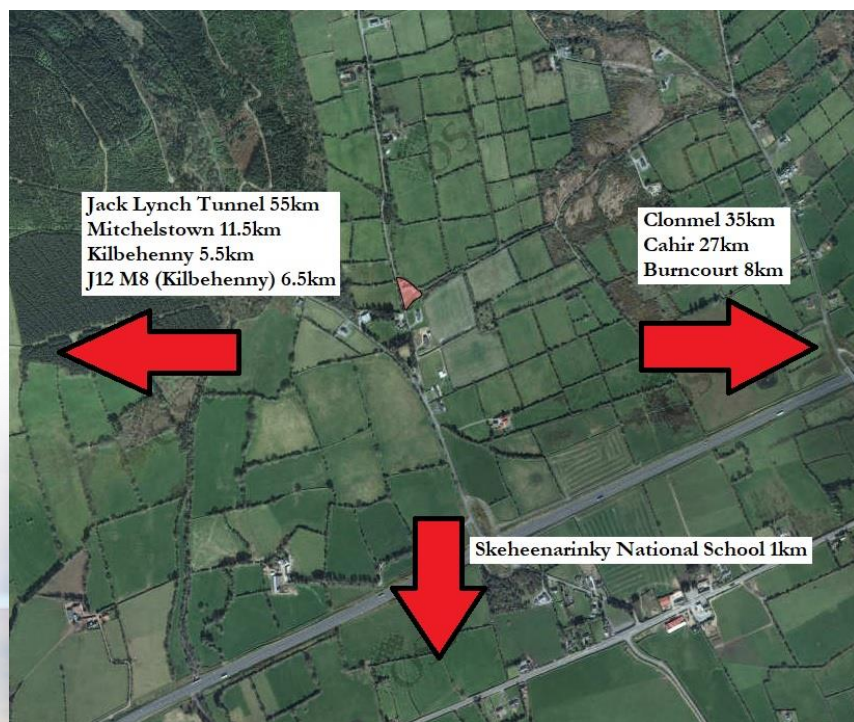 Jack Lynch Tunnel 55km
Mitchelstown 11.5km
Kilbehenny 5.5km
J12 M8 (Kilbehenny) 6.5km
Clonmel 35km
Cahir 27km
Burncourt 8km
Skeheenarinky National School 1km